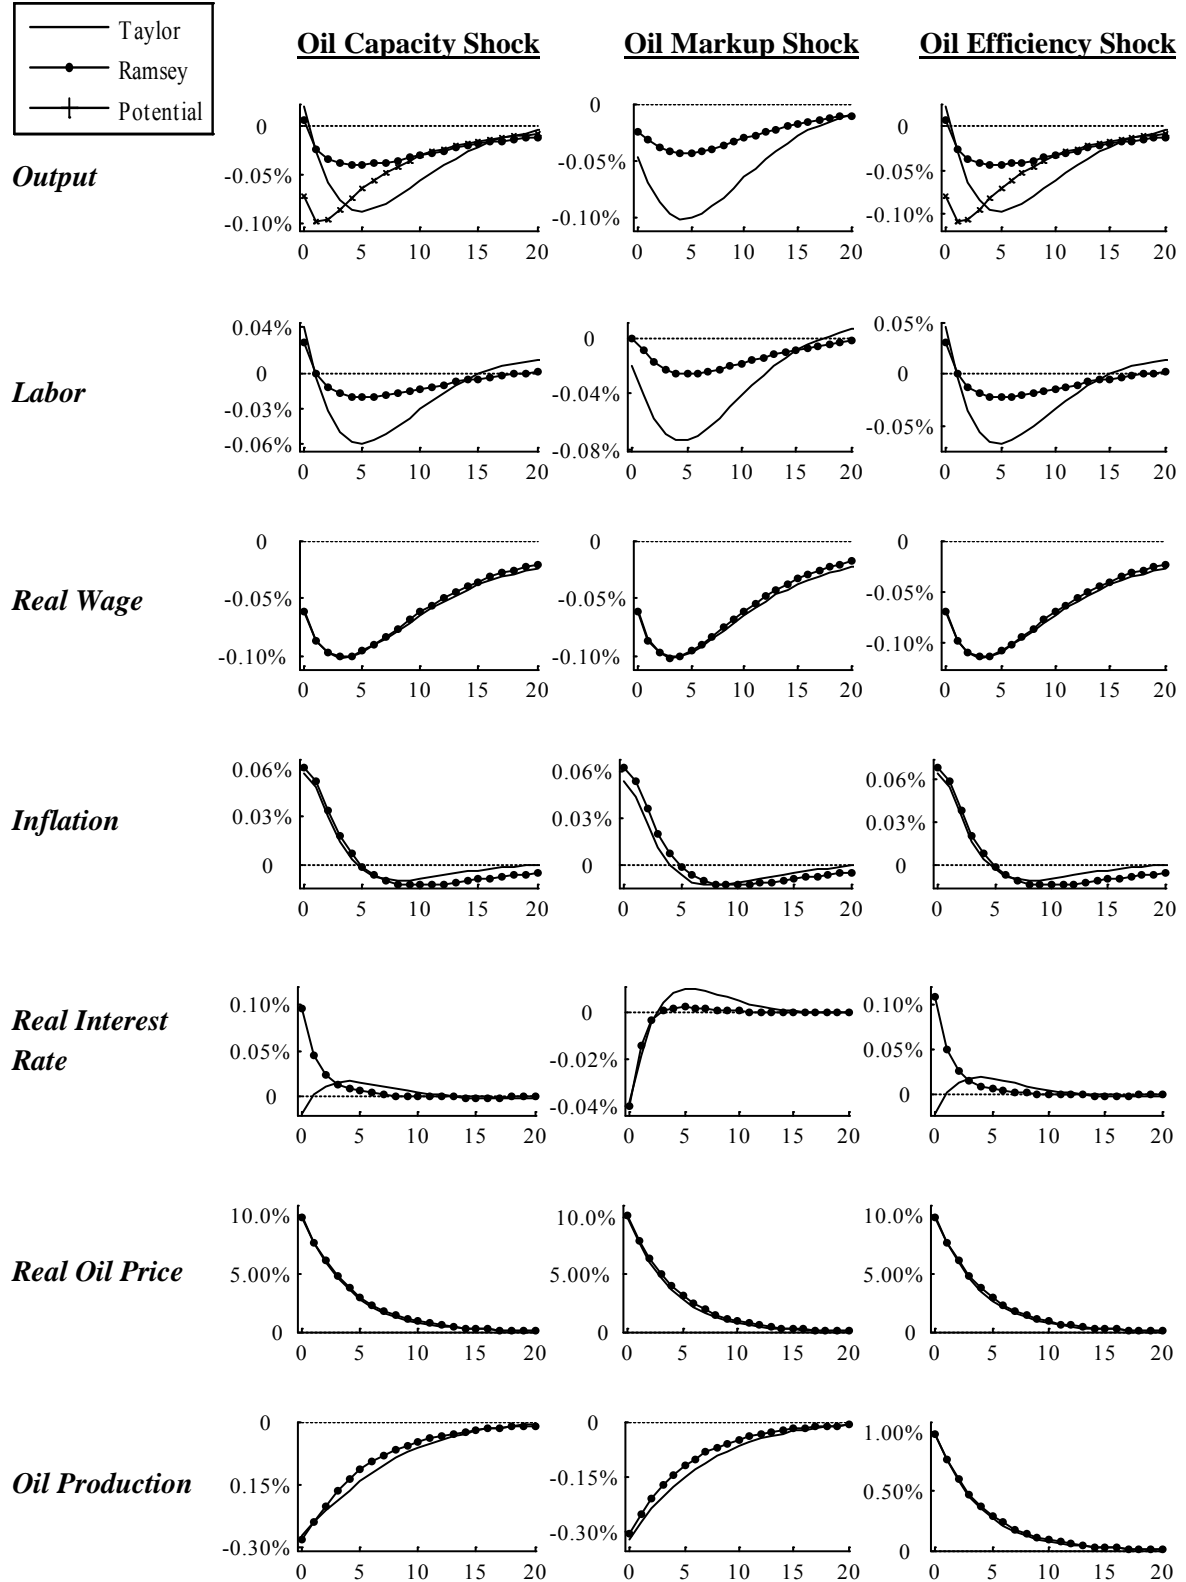 Taylor
Ramsey
Potential
Oil Capacity Shock Oil Markup Shock Oil Efficiency Shock
Output
0
-0.05%
-0.10%
0 5 10 15 20
0
-0.05%
-0.10%
0 5 10 15 20
0
-0.05%
-0.10%
0 5 10 15 20
Labor
0.04%
0
-0.03%
-0.06%
0 5 10 15 20
0
-0.04%
-0.08%
0 5 10 15 20
0.05%
0
-0.05%
0 5 10 15 20
Real Wage
0
-0.05%
-0.10%
0 5 10 15 20
0
-0.05%
-0.10%
0 5 10 15 20
0
-0.05%
-0.10%
0 5 10 15 20
Inflation
0.06%
0.03%
0
0 5 10 15 20
0.06%
0.03%
0
0 5 10 15 20
0.06%
0.03%
0
0 5 10 15 20
Real Interest
Rate
0.10%
0.05%
0
0 5 10 15 20
0
-0.02%
-0.04%
0 5 10 15 20
0.10%
0.05%
0
0 5 10 15 20
Real Oil Price
10.0%
5.00%
0
0 5 10 15 20
10.0%
5.00%
0
0 5 10 15 20
10.0%
5.00%
0
0 5 10 15 20
Oil Production
0
0.15%
-0.30%
0 5 10 15 20
0
-0.15%
-0.30%
0 5 10 15 20
1.00%
0.50%
0
0 5 10 15 20